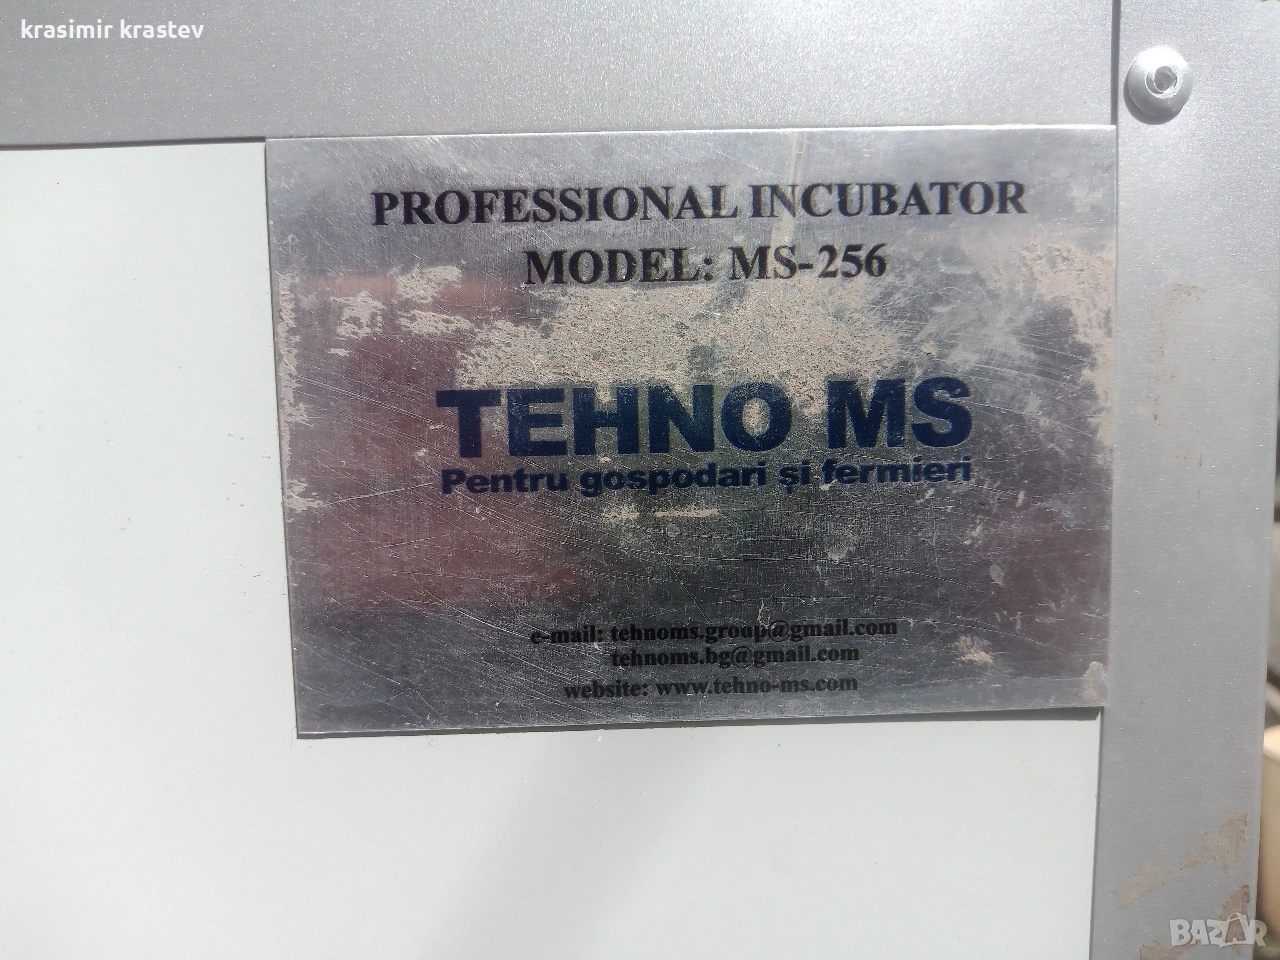 krasimir krastev
PROFESSIONAL INCUBATOR
MODEL: MS-256
TEHNO MS
Pentru gospodari și fermieri
e-mail: tehnoms.group@gmail.com
tehnoms.bg@gmail.com
website: www.tehno-ms.com
BAZAR